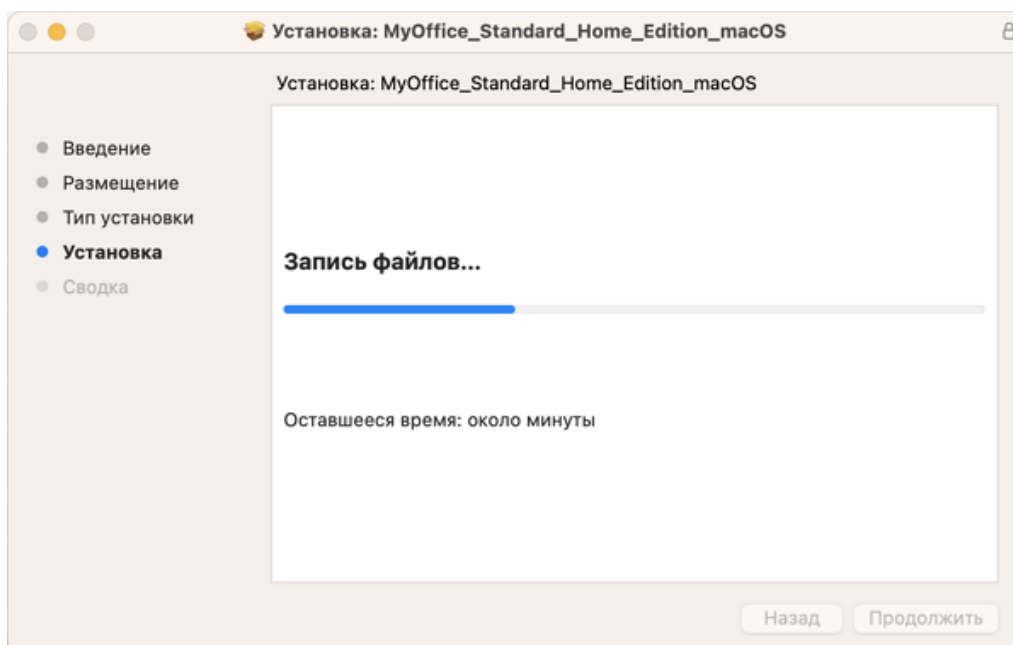 Установка: MyOffice_Standard_Home_Edition_macOS
Установка: MyOffice_Standard_Home_Edition_macOS
Введение
Размещение
Тип установки
Установка
Сводка
Запись файлов...
Оставшееся время: около минуты
Назад
Продолжить